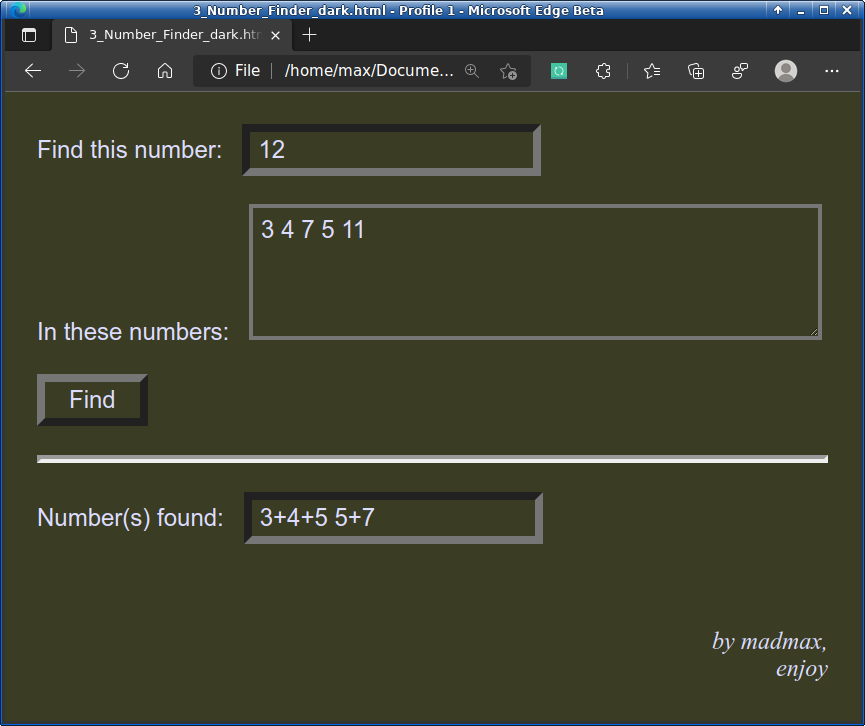 3_Number_Finder_dark.html - Profile 1 - Microsoft Edge Beta
3_Number_Finder_dark.htm
File /home/max/Docume...
Find this number: 12
3 4 7 5 11
In these numbers:
Find
Number(s) found: 3+4+5 5+7
by madmax,
enjoy